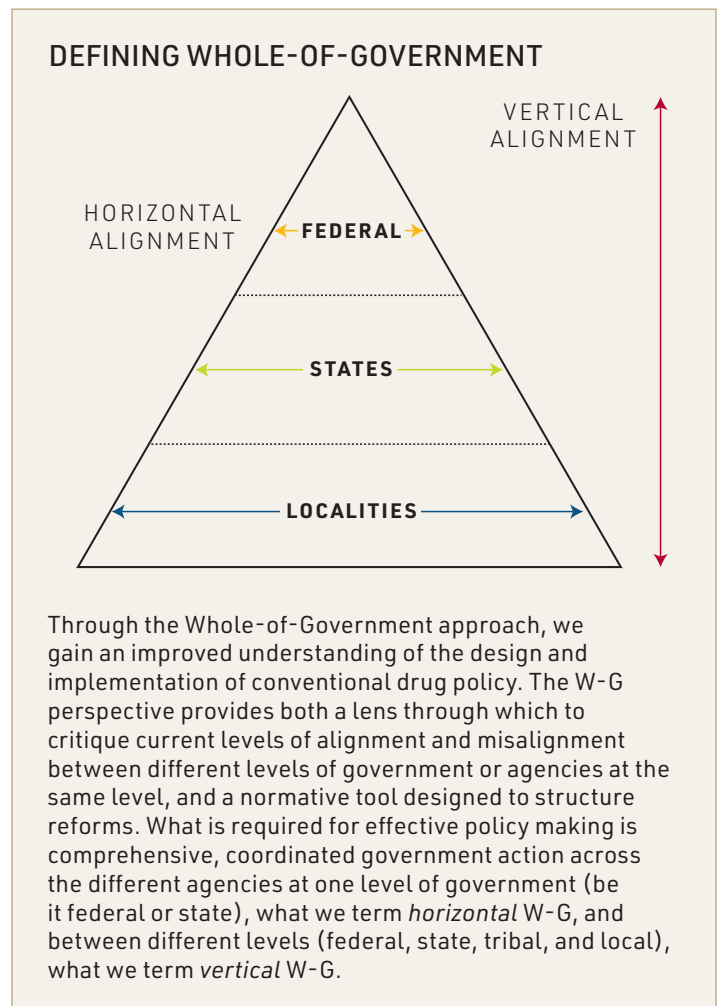 DEFINING WHOLE-OF-GOVERNMENT
VERTICAL
ALIGNMENT
HORIZONTAL
ALIGNMENT
FEDERAL
STATES
LOCALITIES
Through the Whole-of-Government approach, we
gain an improved understanding of the design and
implementation of conventional drug policy. The W-G
perspective provides both a lens through which to
critique current levels of alignment and misalignment
between different levels of government or agencies at the
same level, and a normative tool designed to structure
reforms. What is required for effective policy making is
comprehensive, coordinated government action across
the different agencies at one level of government (be
it federal or state), what we term horizontal W-G, and
between different levels (federal, state, tribal, and local),
what we term vertical W-G.